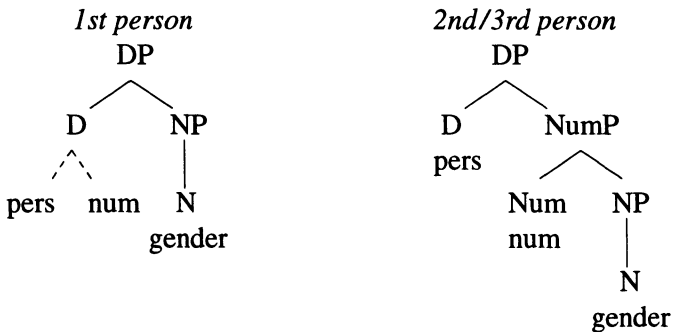 1st person
DP
D NP
pers num N
gender
2nd/3rd person
DP
D NumP
pers
Num NP
num
N
gender